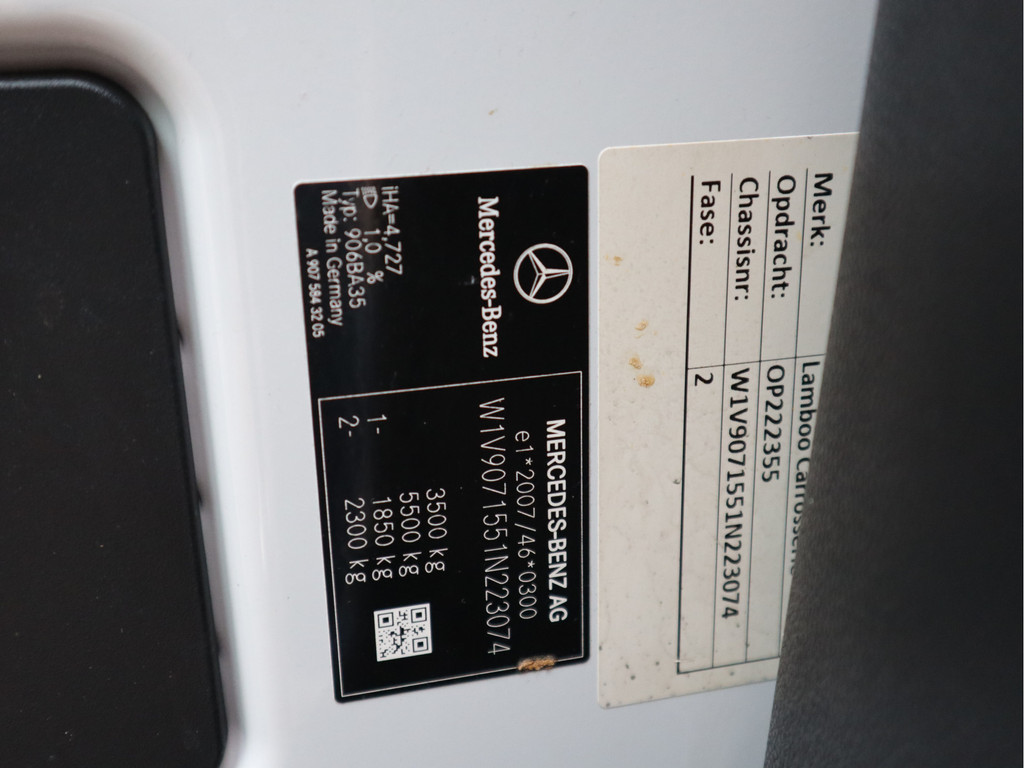 Mercedes-Benz
iHA=4,727
1,0 %
Typ: 906BA35
Made in Germany
A 907 584 32 05
MERCEDES-BENZ AG
e1*2007/46*0300
W1V9071551N223074
3500 kg
5500 kg
1- 1850 kg
2- 2300 kg
Merk: Lamboo Carrosserie
Opdracht: OP222355
Chassisnr: W1V9071551N223074
Fase: 2